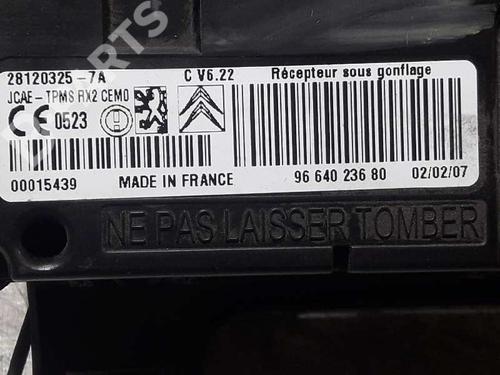 28120325-7A C V6.22 Récepteur sous gonflage
JCAE-TPMS RX2 CEM0
CE 0523
00015439 MADE IN FRANCE 96 640 236 80 02/02/07
NE PAS LAISSER TOMBER